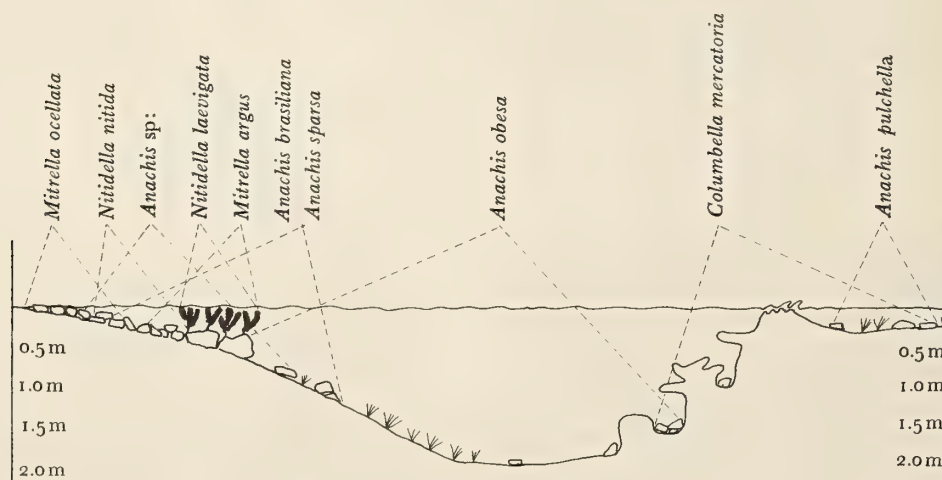 Mitrella ocellata
Nitidella nitida
Anachis sp:
Nitidella laevigata
Mitrella argus
Anachis brasiliana
Anachis sparsa
Anachis obesa
Columbella mercatoria
Anachis pulchella
0.5 m
1.0 m
1.5 m
2.0 m
0.5 m
1.0 m
1.5 m
2.0 m